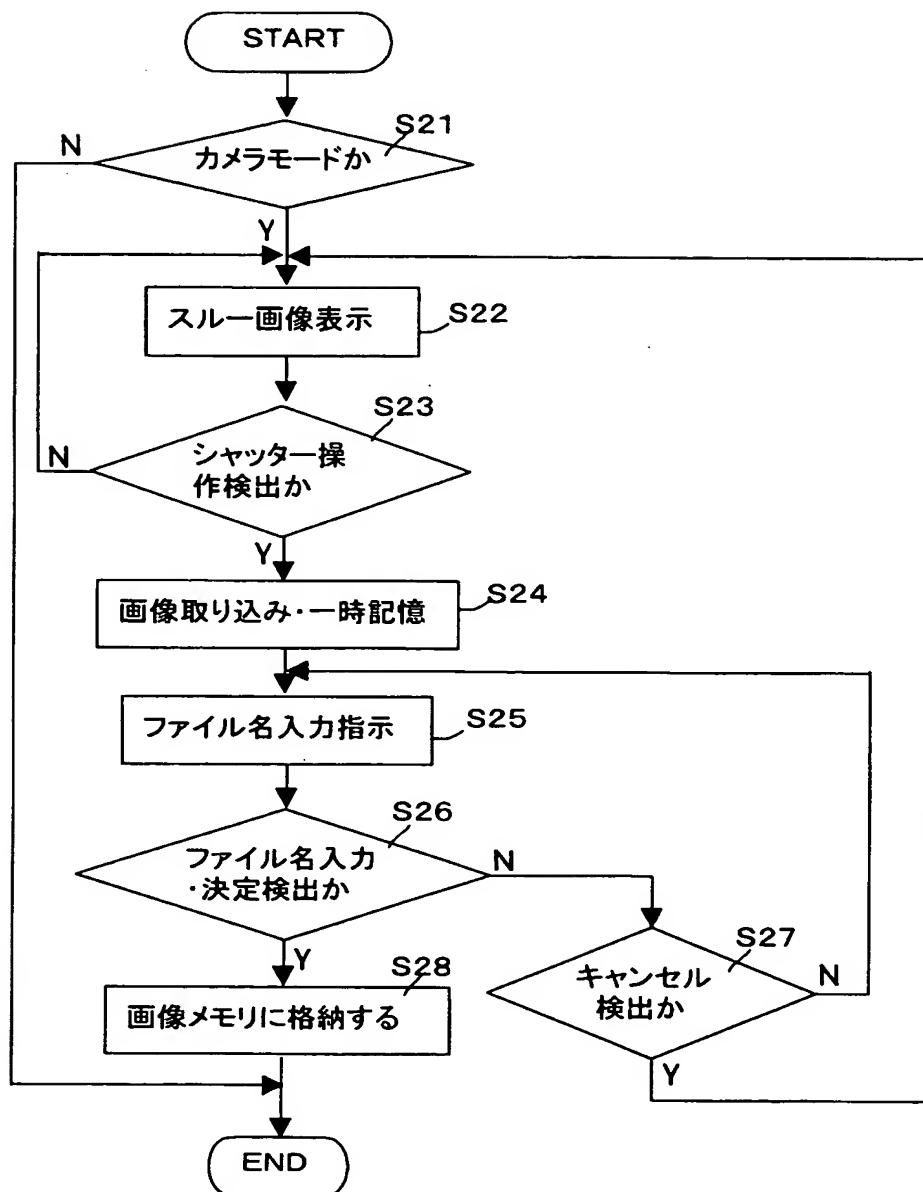 START
S21
N
カメラモードか
Y
スルー画像表示
S22
S23
N
シャッター操
作検出か
Y
画像取り込み・一時記憶
S24
ファイル名入力指示
S25
S26
ファイル名入力
・決定検出か
N
Y
S27
キャンセル
検出か
N
Y
S28
画像メモリに格納する
END